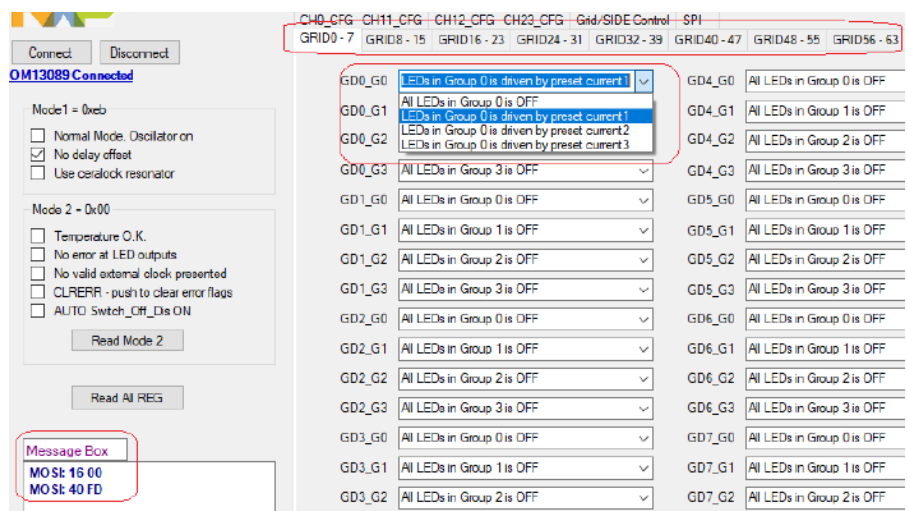 CH0_CFG CH11_CFG CH12_CFG CH23_CFG Grid/SIDE Control SPI
GRID0 - 7 GRID8 - 15 GRID16 - 23 GRID24 - 31 GRID32 - 39 GRID40 - 47 GRID48 - 55 GRID56 - 63
Connect Disconnect
OM13089 Connected
Node1 = 0xeb
Normal Mode. Oscillator on
No delay offset
Use ceralock resonator
Mode 2 = 0x00
Temperature O.K.
No error at LED outputs
No valid external clock presented
CLRERR - push to clear error flags
AUTO Switch_Off_Dis ON
Read Mode 2
Read All REG
Message Box
MOSI: 16 00
MOSI: 40 FD
GD0_G0 LEDs in Group 0 is driven by preset current1
All LEDs in Group 0 is OFF
LEDs in Group 0 is driven by preset current1
LEDs in Group 0 is driven by preset current2
LEDs in Group 0 is driven by preset current3
GD0_G1
GD0_G2
GD0_G3 All LEDs in Group 3 is OFF
GD1_G0 All LEDs in Group 0 is OFF
GD1_G1 All LEDs in Group 1 is OFF
GD1_G2 All LEDs in Group 2 is OFF
GD1_G3 All LEDs in Group 3 is OFF
GD2_G0 All LEDs in Group 0 is OFF
GD2_G1 All LEDs in Group 1 is OFF
GD2_G2 All LEDs in Group 2 is OFF
GD2_G3 All LEDs in Group 3 is OFF
GD3_G0 All LEDs in Group 0 is OFF
GD3_G1 All LEDs in Group 1 is OFF
GD3_G2 All LEDs in Group 2 is OFF
GD4_G0 All LEDs in Group 0 is OFF
GD4_G1 All LEDs in Group 1 is OFF
GD4_G2 All LEDs in Group 2 is OFF
GD4_G3 All LEDs in Group 3 is OFF
GD5_G0 All LEDs in Group 0 is OFF
GD5_G1 All LEDs in Group 1 is OFF
GD5_G2 All LEDs in Group 2 is OFF
GD5_G3 All LEDs in Group 3 is OFF
GD6_G0 All LEDs in Group 0 is OFF
GD6_G1 All LEDs in Group 1 is OFF
GD6_G2 All LEDs in Group 2 is OFF
GD6_G3 All LEDs in Group 3 is OFF
GD7_G0 All LEDs in Group 0 is OFF
GD7_G1 All LEDs in Group 1 is OFF
GD7_G2 All LEDs in Group 2 is OFF